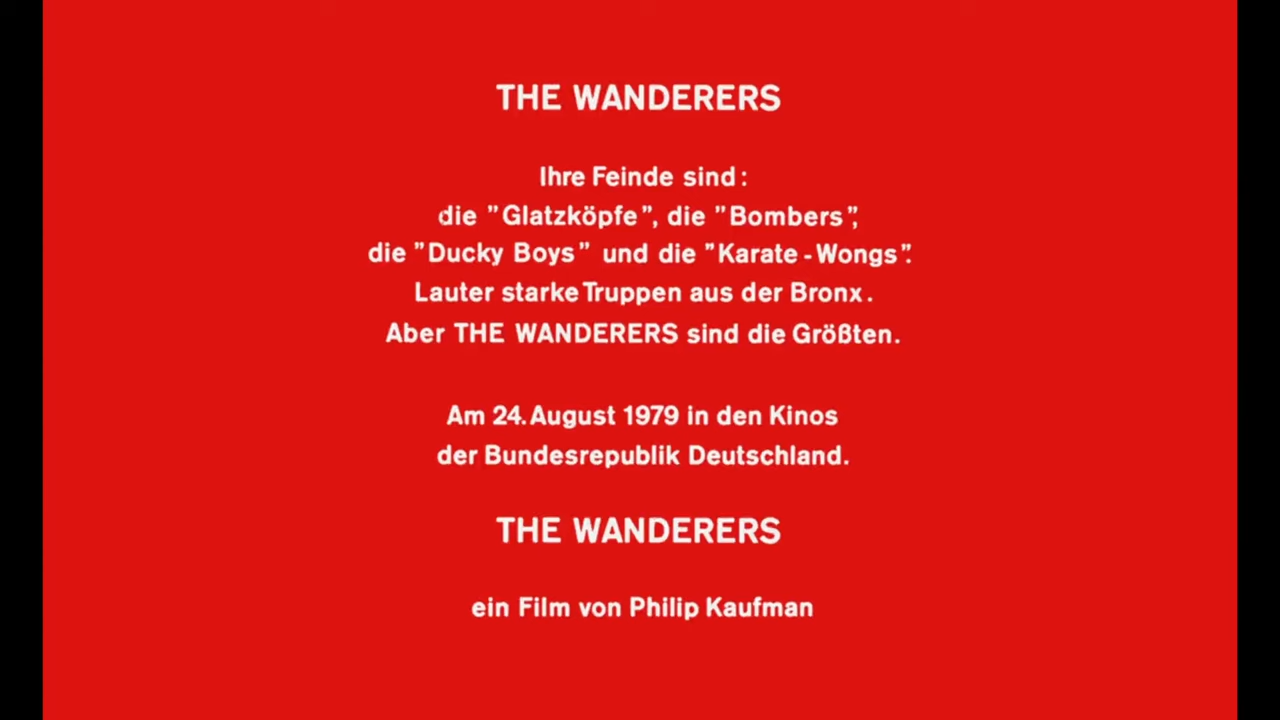 THE WANDERERS
Ihre Feinde sind:
die "Glatzköpfe", die "Bombers",
die "Ducky Boys" und die "Karate-Wongs".
Lauter starke Truppen aus der Bronx.
Aber THE WANDERERS sind die Größten.
Am 24. August 1979 in den Kinos
der Bundesrepublik Deutschland.
THE WANDERERS
ein Film von Philip Kaufman